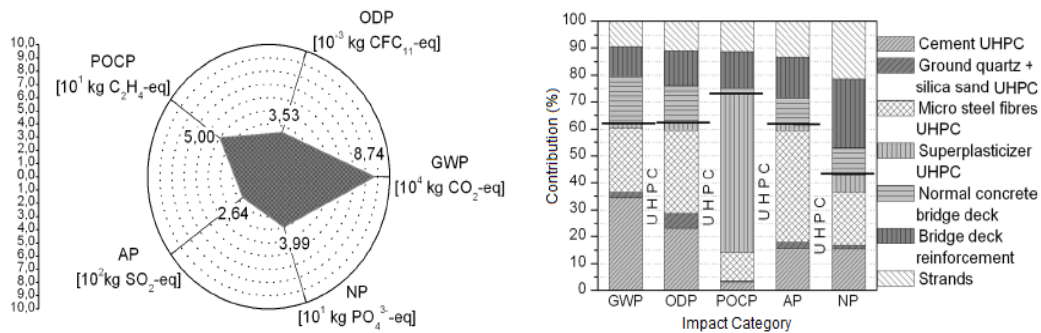 10,0
9,0
8,0
7,0
6,0
5,0
4,0
3,0
2,0
1,0
0,0
1,0
2,0
3,0
4,0
5,0
6,0
7,0
8,0
9,0
10,0
ODP
[10-3 kg CFC11-eq]
POCP
[101 kg C2H4-eq]
3,53
5,00
8,74
GWP
[104 kg CO2-eq]
2,64
3,99
AP
[102kg SO2-eq]
NP
[101 kg PO43--eq]
Contribution (%)
100
90
80
70
60
50
40
30
20
10
0
UHPC
UHPC
UHPC
UHPC
GWP ODP POCP AP NP
Impact Category
Cement UHPC
Ground quartz +
silica sand UHPC
Micro steel fibres
UHPC
Superplasticizer
UHPC
Normal concrete
bridge deck
Bridge deck
reinforcement
Strands